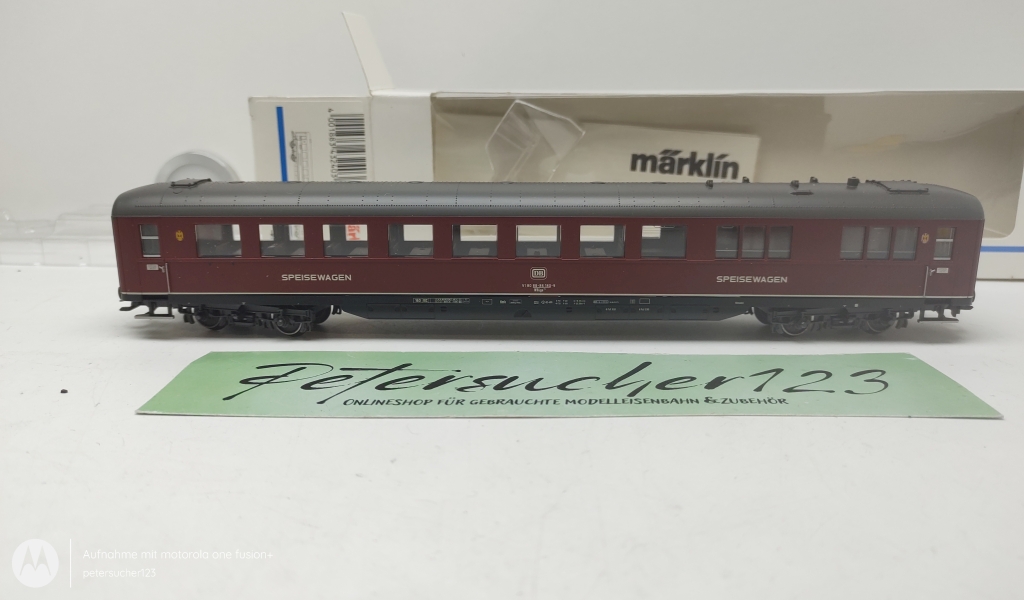 märklin
SPEISEWAGEN
DB
SPEISEWAGEN
Petersucher123
ONLINESHOP FÜR GEBRAUCHTE MODELLEISENBAHN & ZUBEHÖR
Aufnahme mit motorola one fusion+
petersucher123